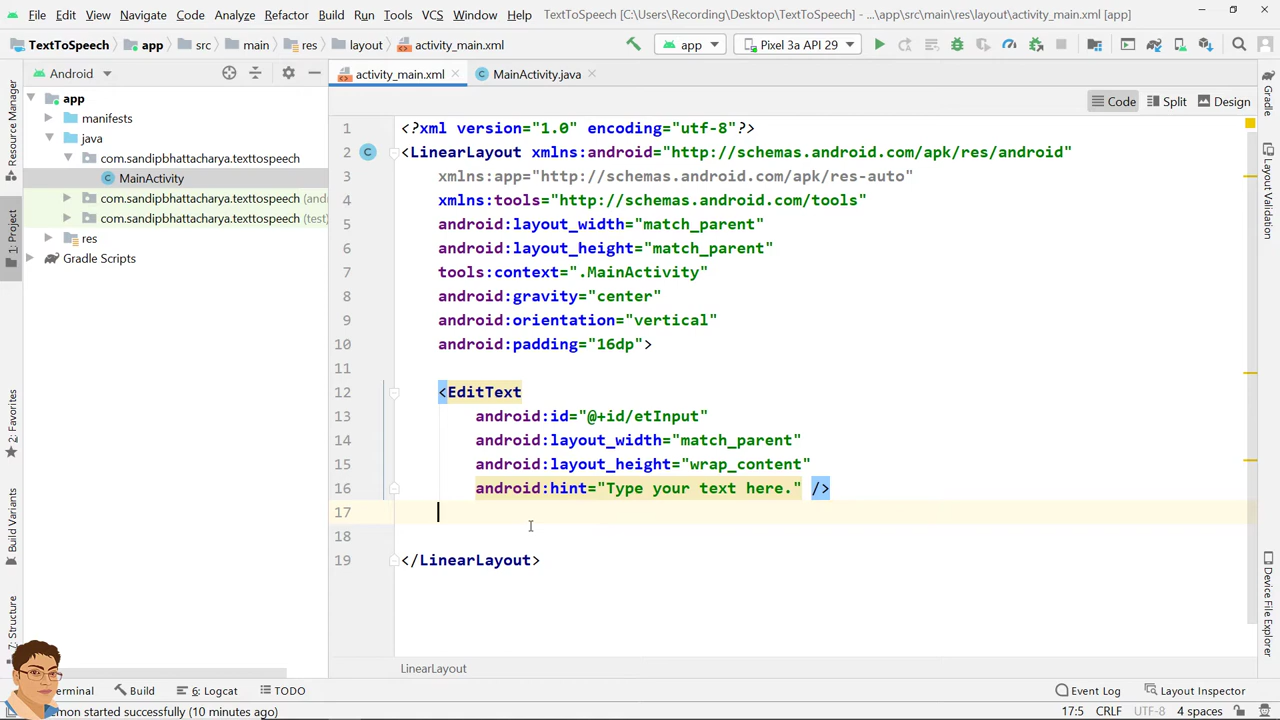 File Edit View Navigate Code Analyze Refactor Build Run Tools VCS Window Help TextToSpeech [C:\Users\Recording\Desktop\TextToSpeech] - ...\app\src\main\res\layout\activity_main.xml [app]
TextToSpeech app src main res layout activity_main.xml app Pixel 3a API 29
Android activity_main.xml MainActivity.java
Code Split Design
app
manifests
java
com.sandipbhattacharya.texttospeech
MainActivity
com.sandipbhattacharya.texttospeech (and
com.sandipbhattacharya.texttospeech (test)
res
Gradle Scripts
Resource Manager
1: Project
2: Favorites
Build Variants
7: Structure
1 <?xml version="1.0" encoding="utf-8"?>
2 <LinearLayout xmlns:android="http://schemas.android.com/apk/res/android"
3 xmlns:app="http://schemas.android.com/apk/res-auto"
4 xmlns:tools="http://schemas.android.com/tools"
5 android:layout_width="match_parent"
6 android:layout_height="match_parent"
7 tools:context=".MainActivity"
8 android:gravity="center"
9 android:orientation="vertical"
10 android:padding="16dp">
11
12 <EditText
13 android:id="@+id/etInput"
14 android:layout_width="match_parent"
15 android:layout_height="wrap_content"
16 android:hint="Type your text here." />
17
18
19 </LinearLayout>
LinearLayout
Gradle
Layout Validation
Device File Explorer
erminal Build 6: Logcat TODO Event Log Layout Inspector
mon started successfully (10 minutes ago) 17:5 CRLF UTF-8 4 spaces